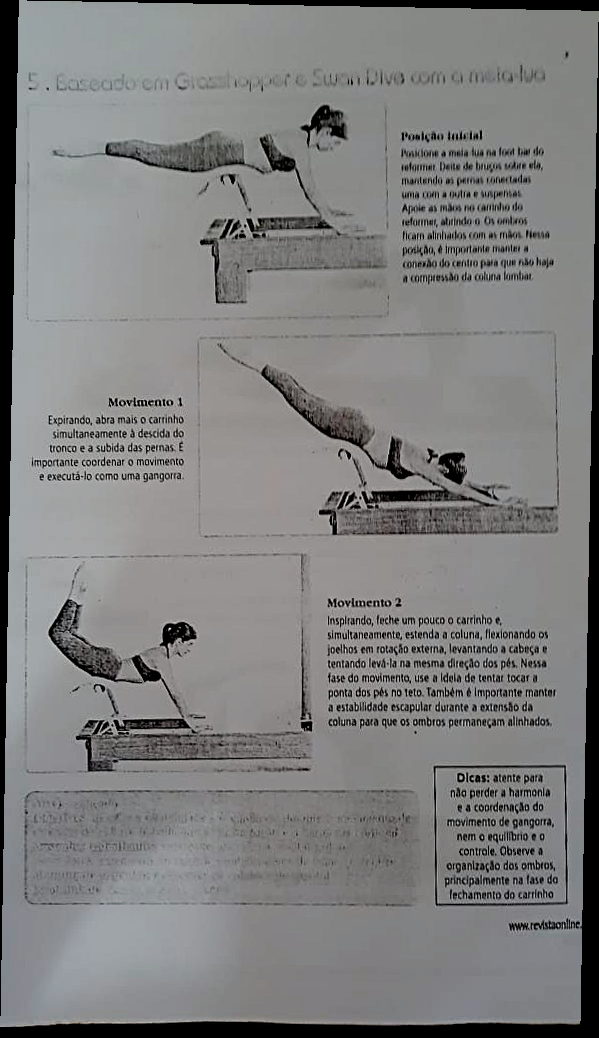 5. Baseado em Grasshopper e Swan Dive com a meia-lua
Posição inicial
Posicione a meia-lua na foot bar do
reformer. Deite de bruços sobre ela,
mantendo as pernas conectadas
uma com a outra e suspensas.
Apoie as mãos no carrinho do
reformer, abrindo-o. Os ombros
ficam alinhados com as mãos. Nessa
posição, é importante manter a
conexão do centro para que não haja
a compressão da coluna lombar.
Movimento 1
Expirando, abra mais o carrinho
simultaneamente à descida do
tronco e a subida das pernas. É
importante coordenar o movimento
e executá-lo como uma gangorra.
Movimento 2
Inspirando, feche um pouco o carrinho e,
simultaneamente, estenda a coluna, flexionando os
joelhos em rotação externa, levantando a cabeça e
tentando levá-la na mesma direção dos pés. Nessa
fase do movimento, use a ideia de tentar tocar a
ponta dos pés no teto. Também é importante manter
a estabilidade escapular durante a extensão da
coluna para que os ombros permaneçam alinhados.
Dicas: atente para
não perder a harmonia
e a coordenação do
movimento de gangorra,
nem o equilíbrio e o
controle. Observe a
organização dos ombros,
principalmente na fase do
fechamento do carrinho
www.revistaonline.